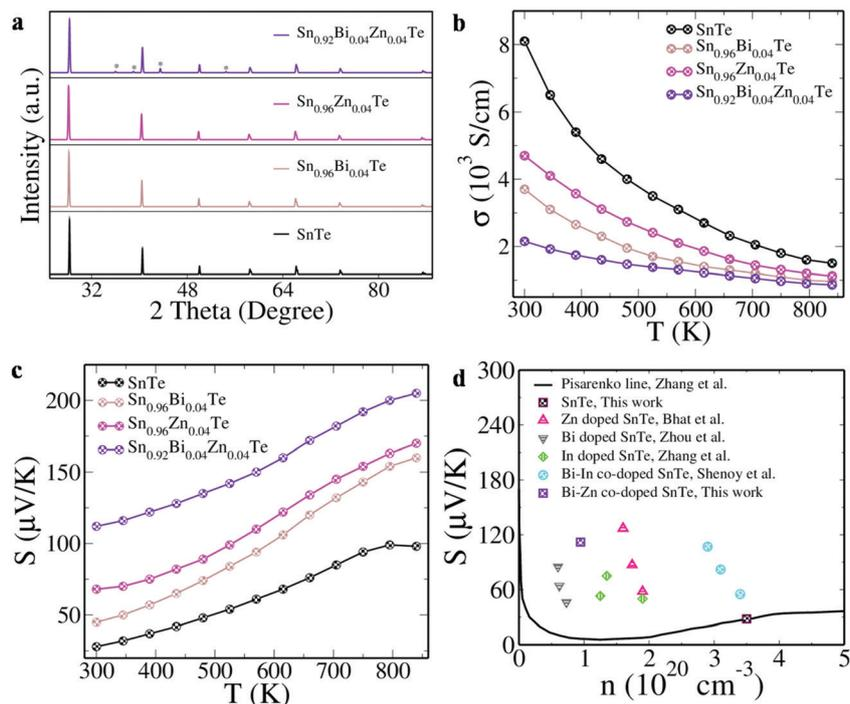 a
Sn0.92Bi0.04Zn0.04Te
Sn0.96Zn0.04Te
Sn0.96Bi0.04Te
SnTe
Intensity (a.u.)
32 48 64 80
2 Theta (Degree)
b
SnTe
Sn0.96Bi0.04Te
Sn0.96Zn0.04Te
Sn0.92Bi0.04Zn0.04Te
8
6
4
2
σ (10³ S/cm)
300 400 500 600 700 800
T (K)
c
SnTe
Sn0.96Bi0.04Te
Sn0.96Zn0.04Te
Sn0.92Bi0.04Zn0.04Te
200
150
100
50
S (μV/K)
300 400 500 600 700 800
T (K)
d
Pisarenko line, Zhang et al.
SnTe, This work
Zn doped SnTe, Bhat et al.
Bi doped SnTe, Zhou et al.
In doped SnTe, Zhang et al.
Bi-In co-doped SnTe, Shenoy et al.
Bi-Zn co-doped SnTe, This work
300
240
180
120
60
0
S (μV/K)
0 1 2 3 4 5
n (10²⁰ cm⁻³)